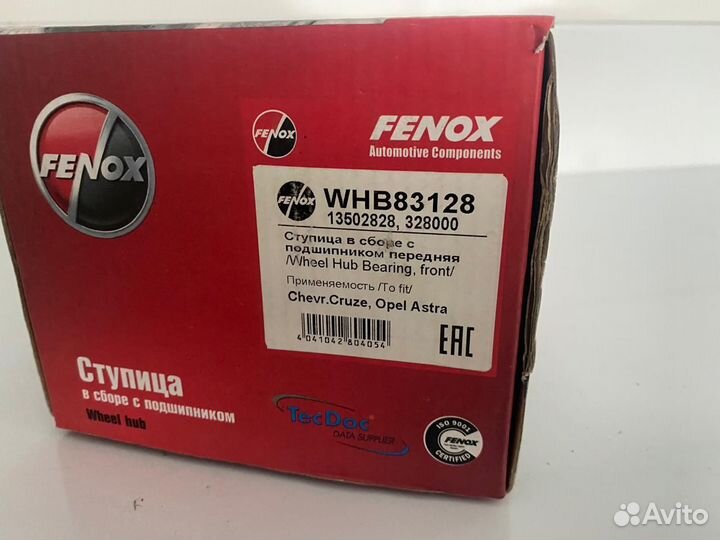 FENOX
FENOX
FENOX
Automotive Components
FENOX
WHB83128
13502828, 328000
Ступица в сборе с
подшипником передняя
/Wheel Hub Bearing, front/
Применяемость /To fit/
Chevr.Cruze, Opel Astra
4 041042 804054
EAC
Ступица
в сборе с подшипником
Wheel hub
TecDoc
DATA SUPPLIER
ISO 9001
FENOX
CERTIFIED
Avito